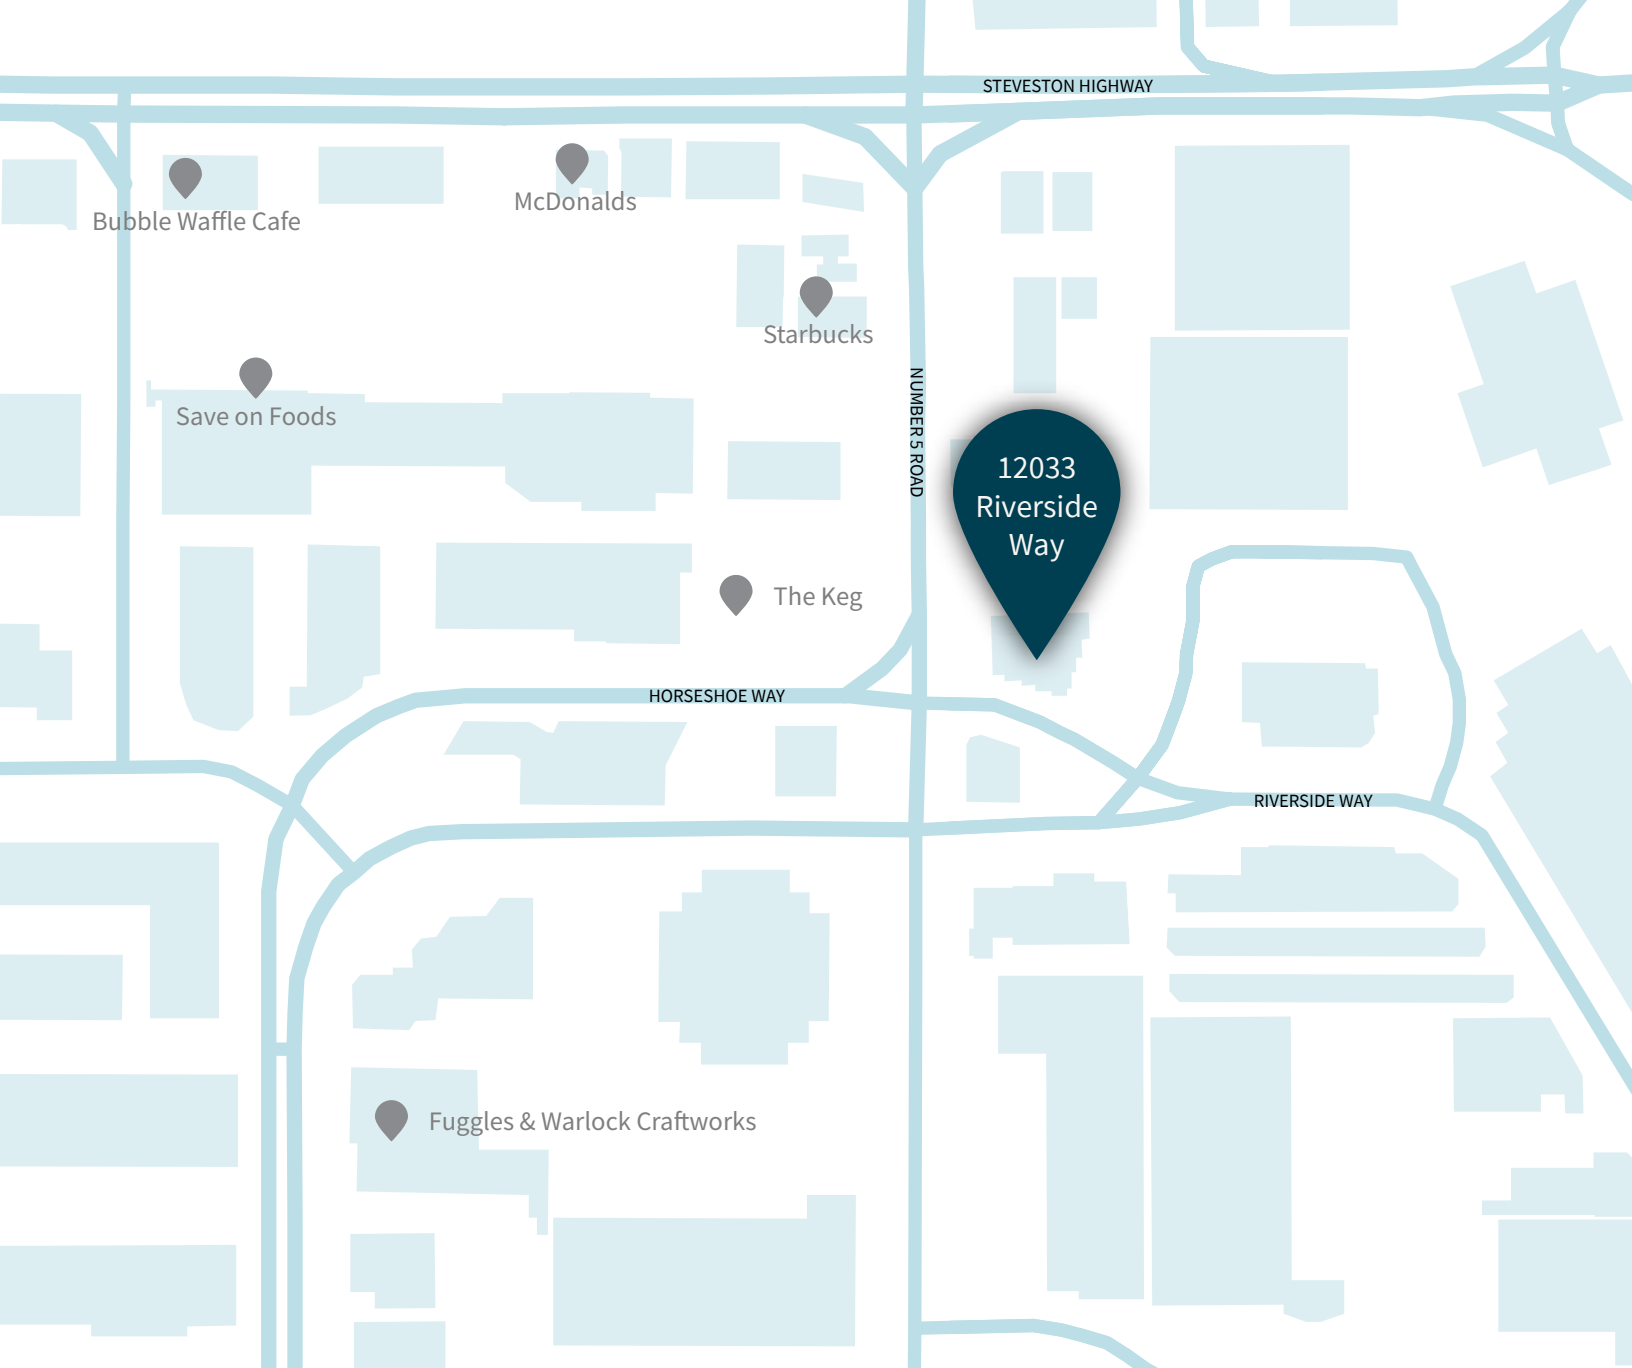 STEVESTON HIGHWAY
McDonalds
Bubble Waffle Cafe
Starbucks
NUMBER 5 ROAD
Save on Foods
12033
Riverside
Way
The Keg
HORSESHOE WAY
RIVERSIDE WAY
Fuggles & Warlock Craftworks